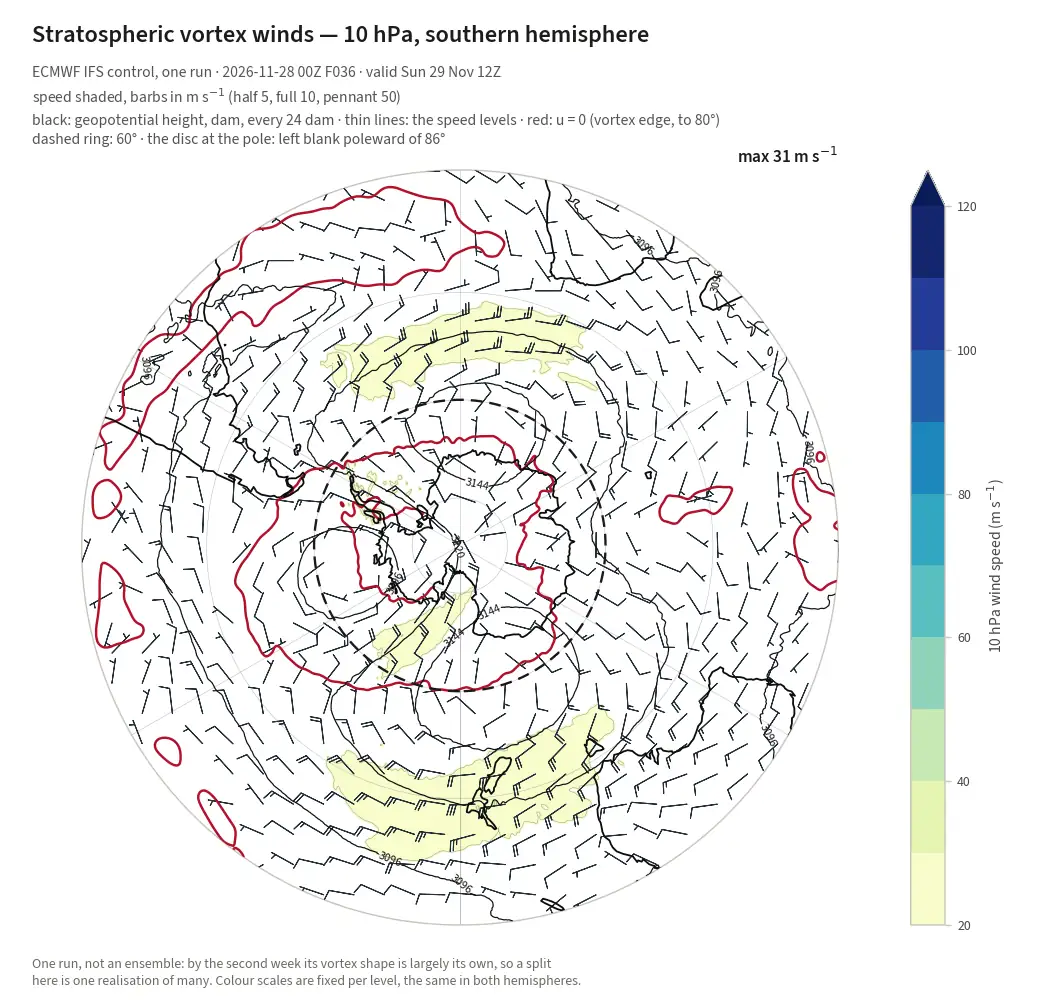 Stratospheric vortex winds — 10 hPa, southern hemisphere
ECMWF IFS control, one run · 2026-11-28 00Z F036 · valid Sun 29 Nov 12Z
speed shaded, barbs in m s⁻¹ (half 5, full 10, pennant 50)
black: geopotential height, dam, every 24 dam · thin lines: the speed levels · red: u = 0 (vortex edge, to 80°)
dashed ring: 60° · the disc at the pole: left blank poleward of 86°
max 31 m s⁻¹
3096
3096
3096
3096
3144
3144
3144
3096
3096
3096
120
100
80
60
40
20
10 hPa wind speed (m s⁻¹)
One run, not an ensemble: by the second week its vortex shape is largely its own, so a split
here is one realisation of many. Colour scales are fixed per level, the same in both hemispheres.